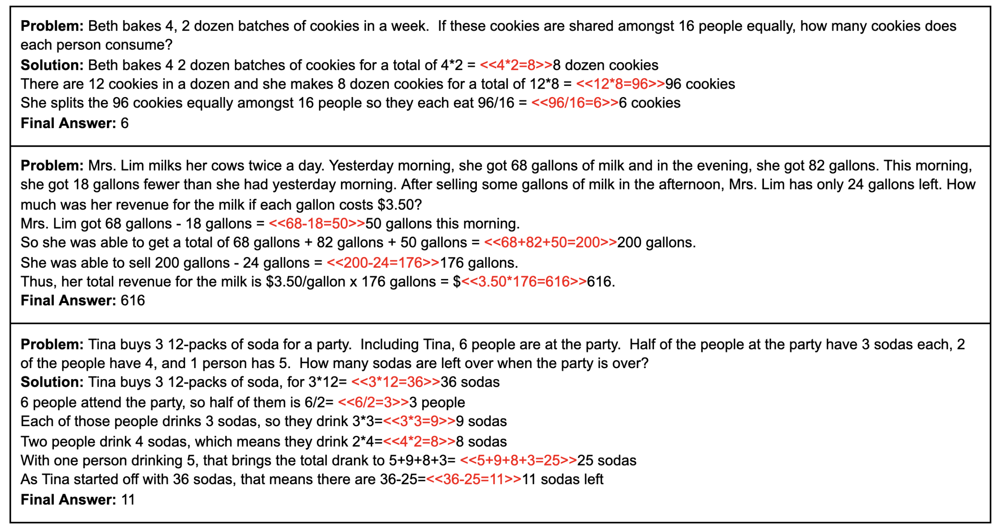 Problem: Beth bakes 4, 2 dozen batches of cookies in a week.  If these cookies are shared amongst 16 people equally, how many cookies does
each person consume?
Solution: Beth bakes 4 2 dozen batches of cookies for a total of 4*2 = <<4*2=8>>8 dozen cookies
There are 12 cookies in a dozen and she makes 8 dozen cookies for a total of 12*8 = <<12*8=96>>96 cookies
She splits the 96 cookies equally amongst 16 people so they each eat 96/16 = <<96/16=6>>6 cookies
Final Answer: 6
Problem: Mrs. Lim milks her cows twice a day. Yesterday morning, she got 68 gallons of milk and in the evening, she got 82 gallons. This morning,
she got 18 gallons fewer than she had yesterday morning. After selling some gallons of milk in the afternoon, Mrs. Lim has only 24 gallons left. How
much was her revenue for the milk if each gallon costs $3.50?
Mrs. Lim got 68 gallons - 18 gallons = <<68-18=50>>50 gallons this morning.
So she was able to get a total of 68 gallons + 82 gallons + 50 gallons = <<68+82+50=200>>200 gallons.
She was able to sell 200 gallons - 24 gallons = <<200-24=176>>176 gallons.
Thus, her total revenue for the milk is $3.50/gallon x 176 gallons = $<<3.50*176=616>>616.
Final Answer: 616
Problem: Tina buys 3 12-packs of soda for a party.  Including Tina, 6 people are at the party.  Half of the people at the party have 3 sodas each, 2
of the people have 4, and 1 person has 5.  How many sodas are left over when the party is over?
Solution: Tina buys 3 12-packs of soda, for 3*12= <<3*12=36>>36 sodas
6 people attend the party, so half of them is 6/2= <<6/2=3>>3 people
Each of those people drinks 3 sodas, so they drink 3*3=<<3*3=9>>9 sodas
Two people drink 4 sodas, which means they drink 2*4=<<4*2=8>>8 sodas
With one person drinking 5, that brings the total drank to 5+9+8+3= <<5+9+8+3=25>>25 sodas
As Tina started off with 36 sodas, that means there are 36-25=<<36-25=11>>11 sodas left
Final Answer: 11